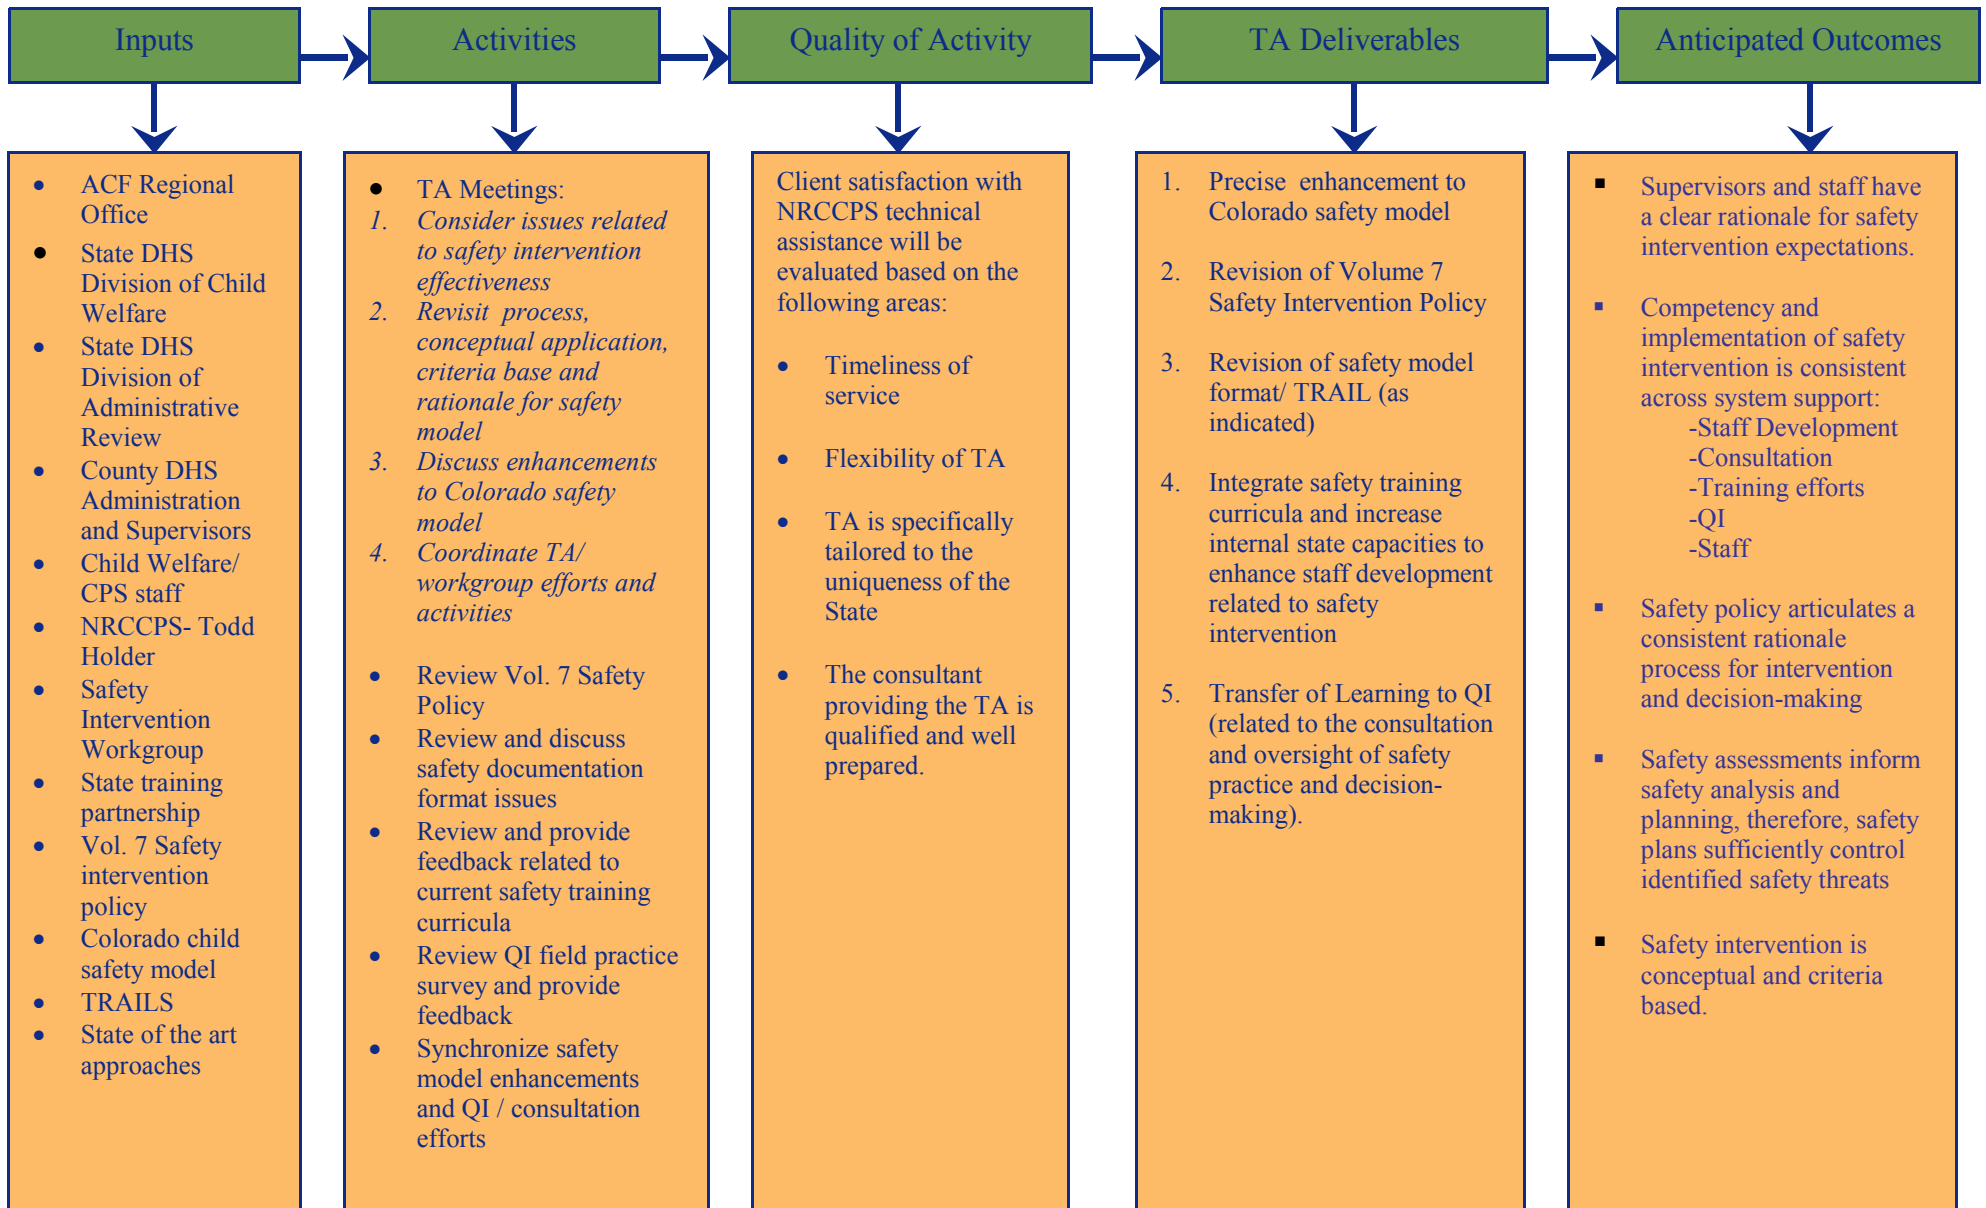 Inputs
Activities
Quality of Activity
TA Deliverables
Anticipated Outcomes
• ACF Regional
Office
• State DHS
Division of Child
Welfare
• State DHS
Division of
Administrative
Review
• County DHS
Administration
and Supervisors
• Child Welfare/
CPS staff
• NRCCPS- Todd
Holder
• Safety
Intervention
Workgroup
• State training
partnership
• Vol. 7 Safety
intervention
policy
• Colorado child
safety model
• TRAILS
• State of the art
approaches
• TA Meetings:
1. Consider issues related
to safety intervention
effectiveness
2. Revisit process,
conceptual application,
criteria base and
rationale for safety
model
3. Discuss enhancements
to Colorado safety
model
4. Coordinate TA/
workgroup efforts and
activities
• Review Vol. 7 Safety
Policy
• Review and discuss
safety documentation
format issues
• Review and provide
feedback related to
current safety training
curricula
• Review QI field practice
survey and provide
feedback
• Synchronize safety
model enhancements
and QI / consultation
efforts
Client satisfaction with
NRCCPS technical
assistance will be
evaluated based on the
following areas:
• Timeliness of
service
• Flexibility of TA
• TA is specifically
tailored to the
uniqueness of the
State
• The consultant
providing the TA is
qualified and well
prepared.
1. Precise enhancement to
Colorado safety model
2. Revision of Volume 7
Safety Intervention Policy
3. Revision of safety model
format/ TRAIL (as
indicated)
4. Integrate safety training
curricula and increase
internal state capacities to
enhance staff development
related to safety
intervention
5. Transfer of Learning to QI
(related to the consultation
and oversight of safety
practice and decision-
making).
▪ Supervisors and staff have
a clear rationale for safety
intervention expectations.
▪ Competency and
implementation of safety
intervention is consistent
across system support:
-Staff Development
-Consultation
-Training efforts
-QI
-Staff
▪ Safety policy articulates a
consistent rationale
process for intervention
and decision-making
▪ Safety assessments inform
safety analysis and
planning, therefore, safety
plans sufficiently control
identified safety threats
▪ Safety intervention is
conceptual and criteria
based.